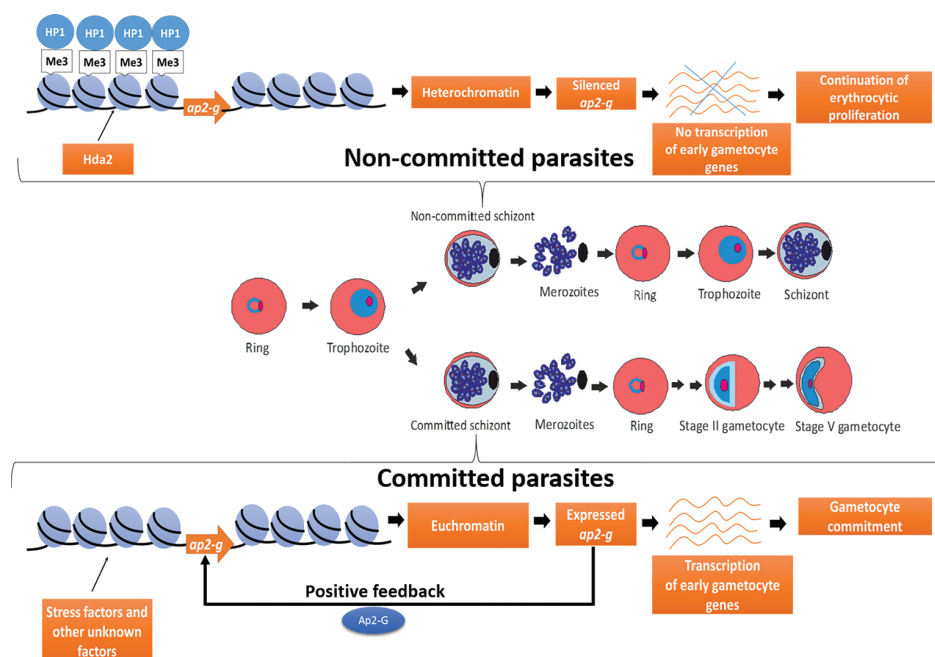 HP1 HP1 HP1 HP1
Me3 Me3 Me3 Me3
ap2-g
Hda2
Heterochromatin
Silenced
ap2-g
No transcription
of early gametocyte
genes
Continuation of
erythrocytic
proliferation
Non-committed parasites
Non-committed schizont
Merozoites
Ring
Trophozoite
Schizont
Ring
Trophozoite
Committed schizont
Merozoites
Ring
Stage II gametocyte
Stage V gametocyte
Committed parasites
ap2-g
Stress factors and
other unknown
factors
Euchromatin
Expressed
ap2-g
Positive feedback
Ap2-G
Transcription
of early gametocyte
genes
Gametocyte
commitment